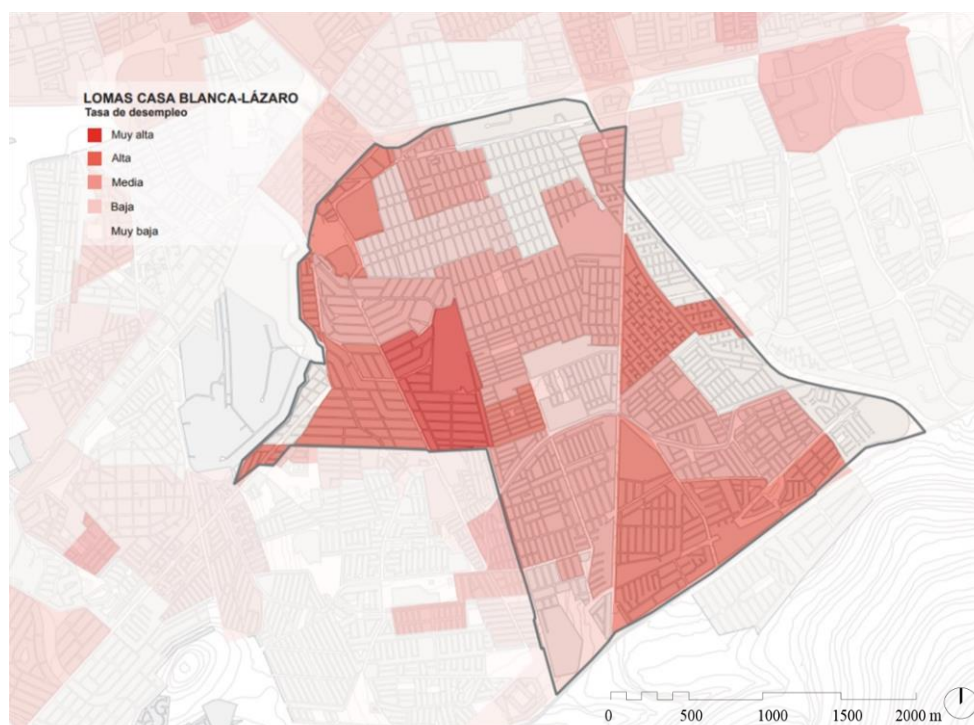 LOMAS CASA BLANCA-LÁZARO
Tasa de desempleo
Muy alta
Alta
Media
Baja
Muy baja
0 500 1000 1500 2000 m